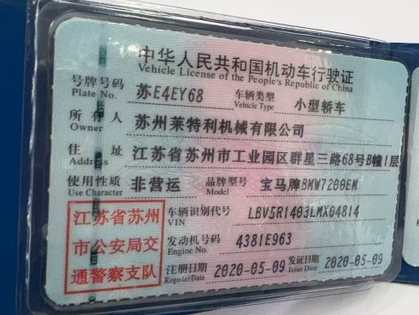 中华人民共和国机动车行驶证
Vehicle License of the People's Republic of China
号牌号码 苏E4EY68 车辆类型 小型轿车
Plate No. Vehicle Type
所有人 苏州莱特利机械有限公司
Owner
住址 江苏省苏州市工业园区群星三路68号B幢1层
Address
使用性质 非营运 品牌型号 宝马牌BMW7200EM
Use Character Model
江苏省苏州 车辆识别代号 LBV5R1403LMX04814
VIN
市公安局交 发动机号码 4381E963
Engine No.
通警察支队 注册日期 2020-05-09 发证日期 2020-05-09
Register Date Issue Date